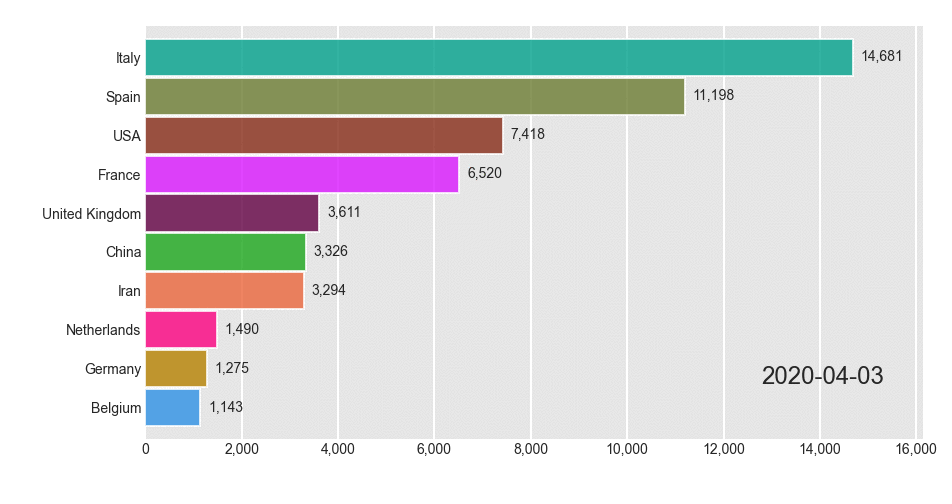 Italy 14,681
Spain 11,198
USA 7,418
France 6,520
United Kingdom 3,611
China 3,326
Iran 3,294
Netherlands 1,490
Germany 1,275
2020-04-03
Belgium 1,143
0 2,000 4,000 6,000 8,000 10,000 12,000 14,000 16,000